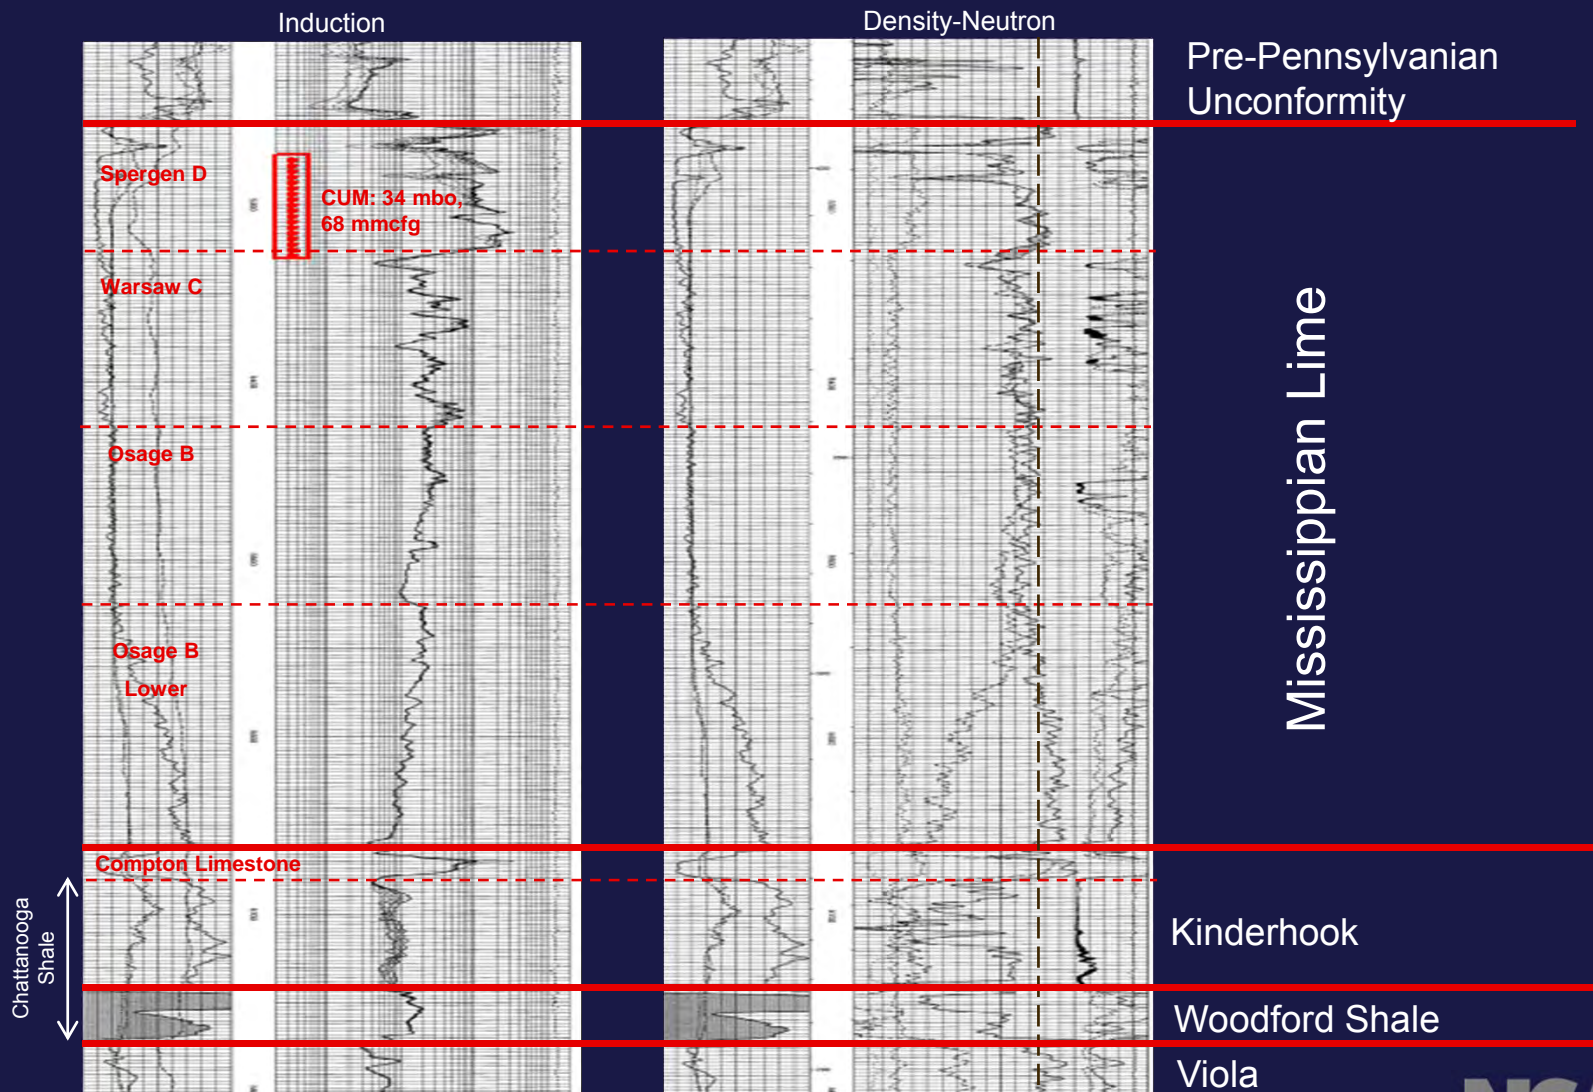 Induction
Density-Neutron
Pre-Pennsylvanian
Unconformity
Spergen D
CUM: 34 mbo,
68 mmcfg
Warsaw C
Osage B
Osage B
Lower
Mississippian Lime
Compton Limestone
Chattanooga
Shale
Kinderhook
Woodford Shale
Viola